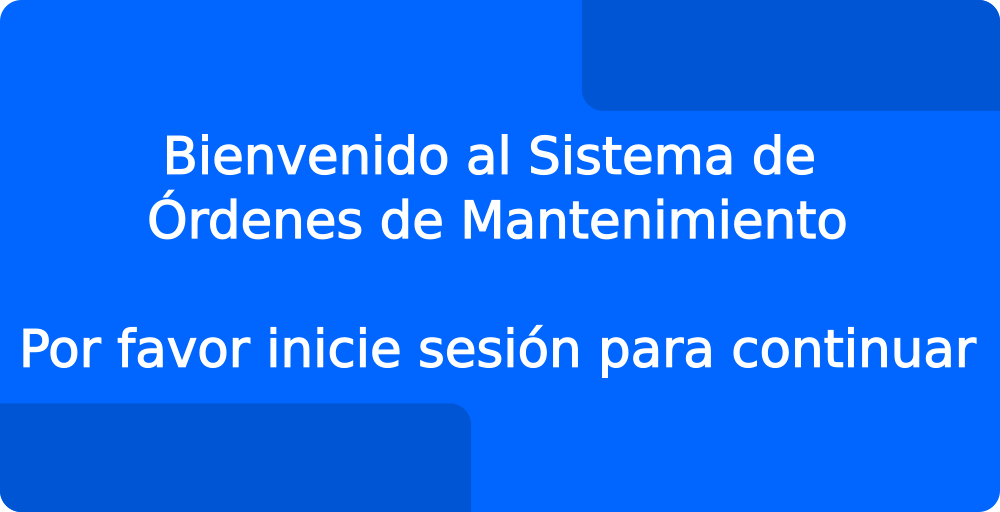 Bienvenido al Sistema de
Órdenes de Mantenimiento
Por favor inicie sesión para continuar